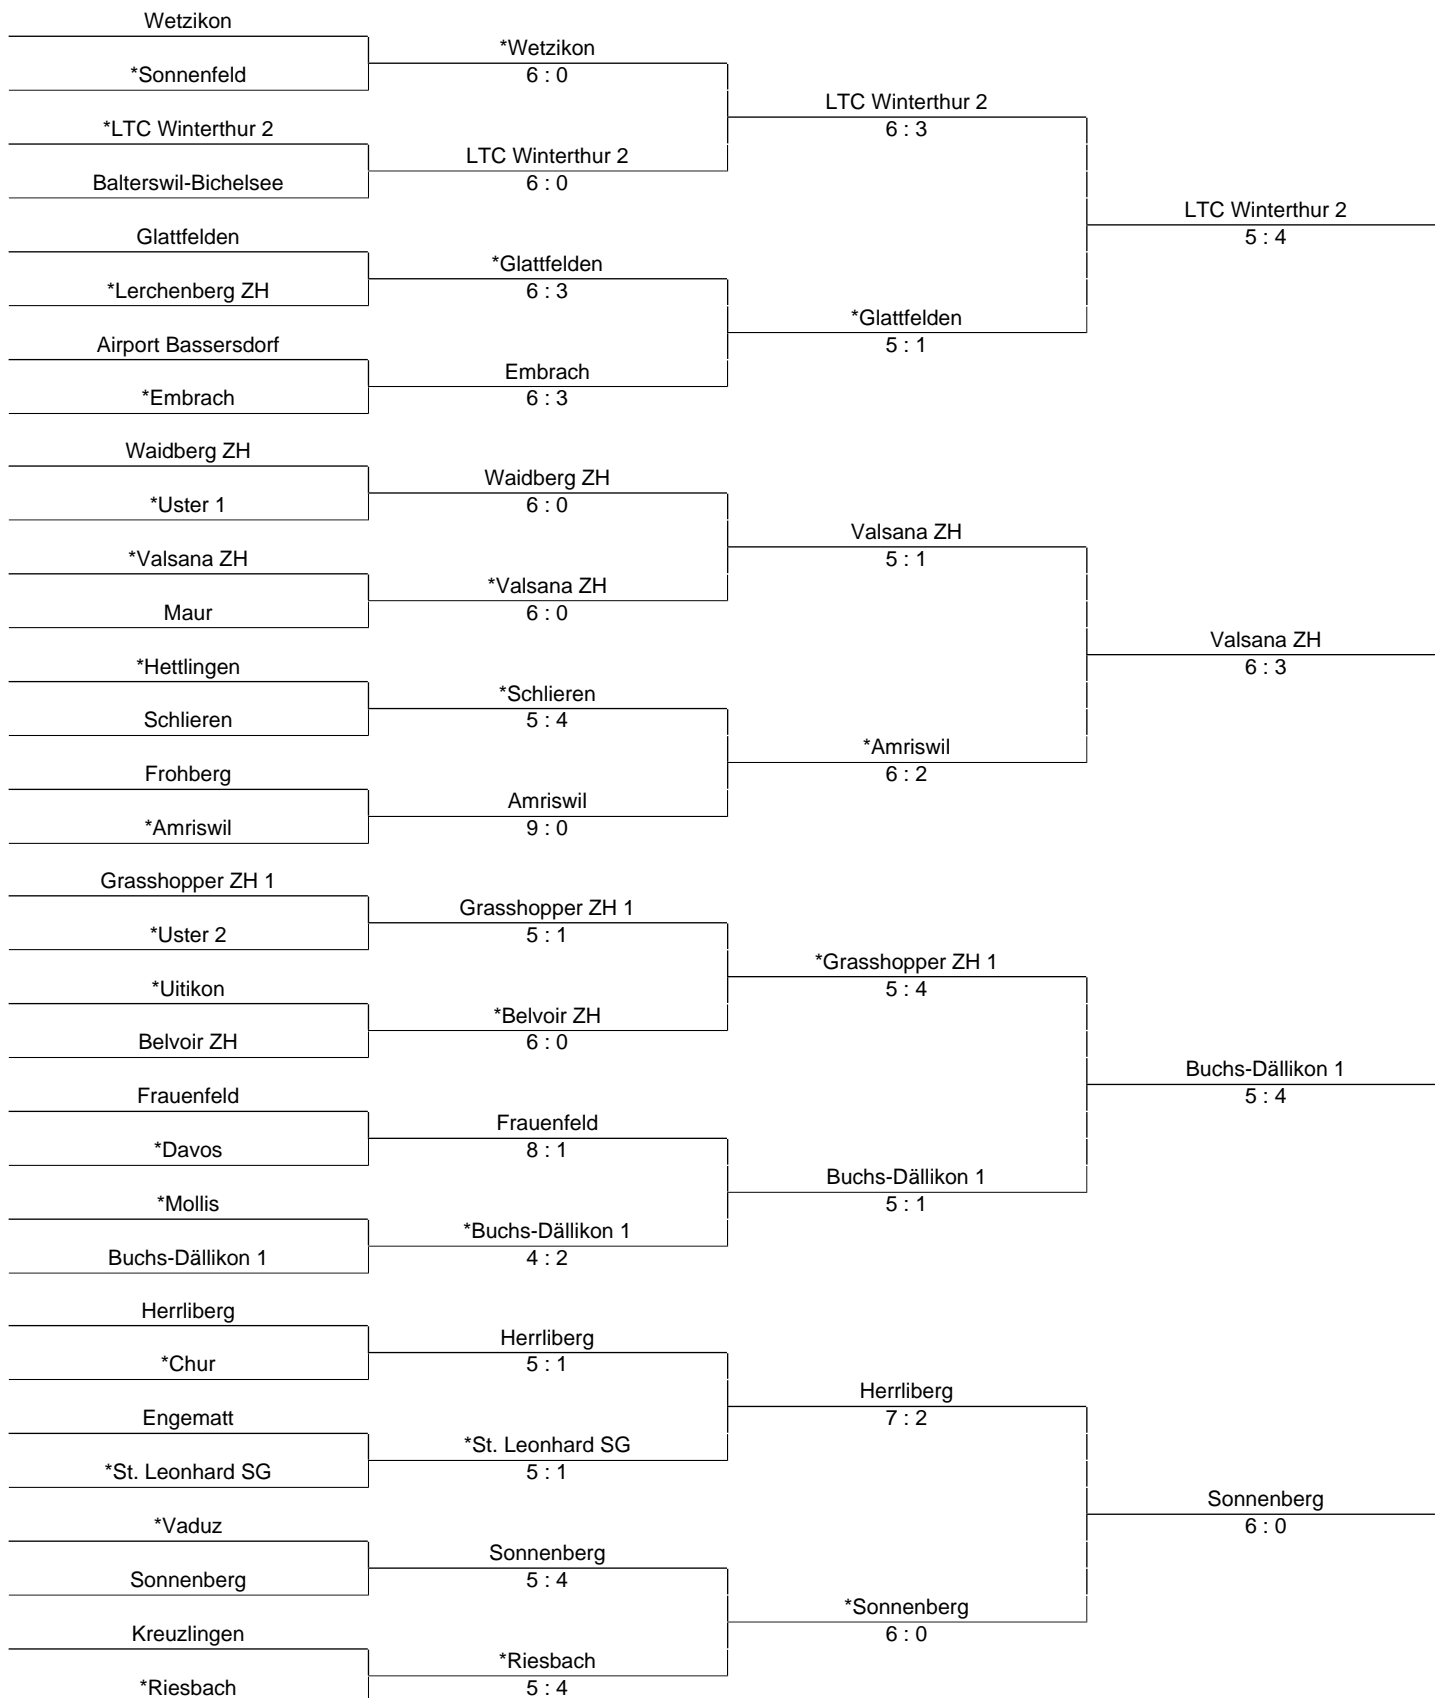 Wetzikon
*Sonnenfeld
*LTC Winterthur 2
Balterswil-Bichelsee
Glattfelden
*Lerchenberg ZH
Airport Bassersdorf
*Embrach
Waidberg ZH
*Uster 1
*Valsana ZH
Maur
*Hettlingen
Schlieren
Frohberg
*Amriswil
Grasshopper ZH 1
*Uster 2
*Uitikon
Belvoir ZH
Frauenfeld
*Davos
*Mollis
Buchs-Dällikon 1
Herrliberg
*Chur
Engematt
*St. Leonhard SG
*Vaduz
Sonnenberg
Kreuzlingen
*Riesbach
*Wetzikon
6 : 0
LTC Winterthur 2
6 : 0
*Glattfelden
6 : 3
Embrach
6 : 3
Waidberg ZH
6 : 0
*Valsana ZH
6 : 0
*Schlieren
5 : 4
Amriswil
9 : 0
Grasshopper ZH 1
5 : 1
*Belvoir ZH
6 : 0
Frauenfeld
8 : 1
*Buchs-Dällikon 1
4 : 2
Herrliberg
5 : 1
*St. Leonhard SG
5 : 1
Sonnenberg
5 : 4
*Riesbach
5 : 4
LTC Winterthur 2
6 : 3
*Glattfelden
5 : 1
Valsana ZH
5 : 1
*Amriswil
6 : 2
*Grasshopper ZH 1
5 : 4
Buchs-Dällikon 1
5 : 1
Herrliberg
7 : 2
*Sonnenberg
6 : 0
LTC Winterthur 2
5 : 4
Valsana ZH
6 : 3
Buchs-Dällikon 1
5 : 4
Sonnenberg
6 : 0